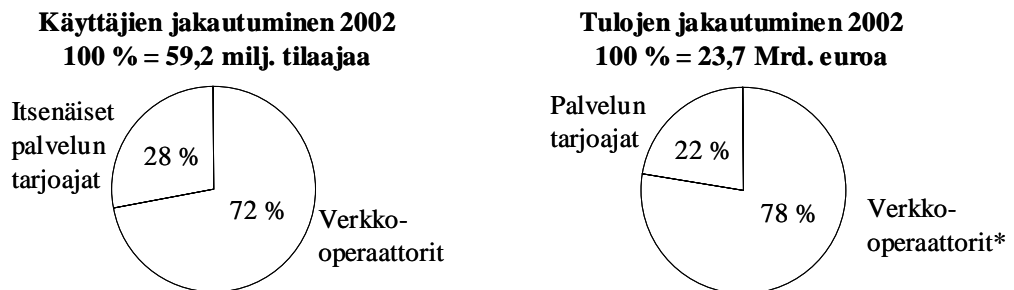 Käyttäjien jakautuminen 2002
100 % = 59,2 milj. tilaajaa
Itsenäiset
palvelun
tarjoajat
28 %
72 %
Verkko-
operaattorit
Tulojen jakautuminen 2002
100 % = 23,7 Mrd. euroa
Palvelun
tarjoajat
22 %
78 %
Verkko-
operaattorit*